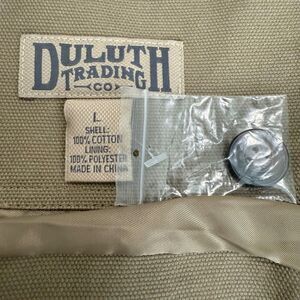 DULUTH
TRADING
CO
L
SHELL:
100% COTTON
LINING:
100% POLYESTER
MADE IN CHINA